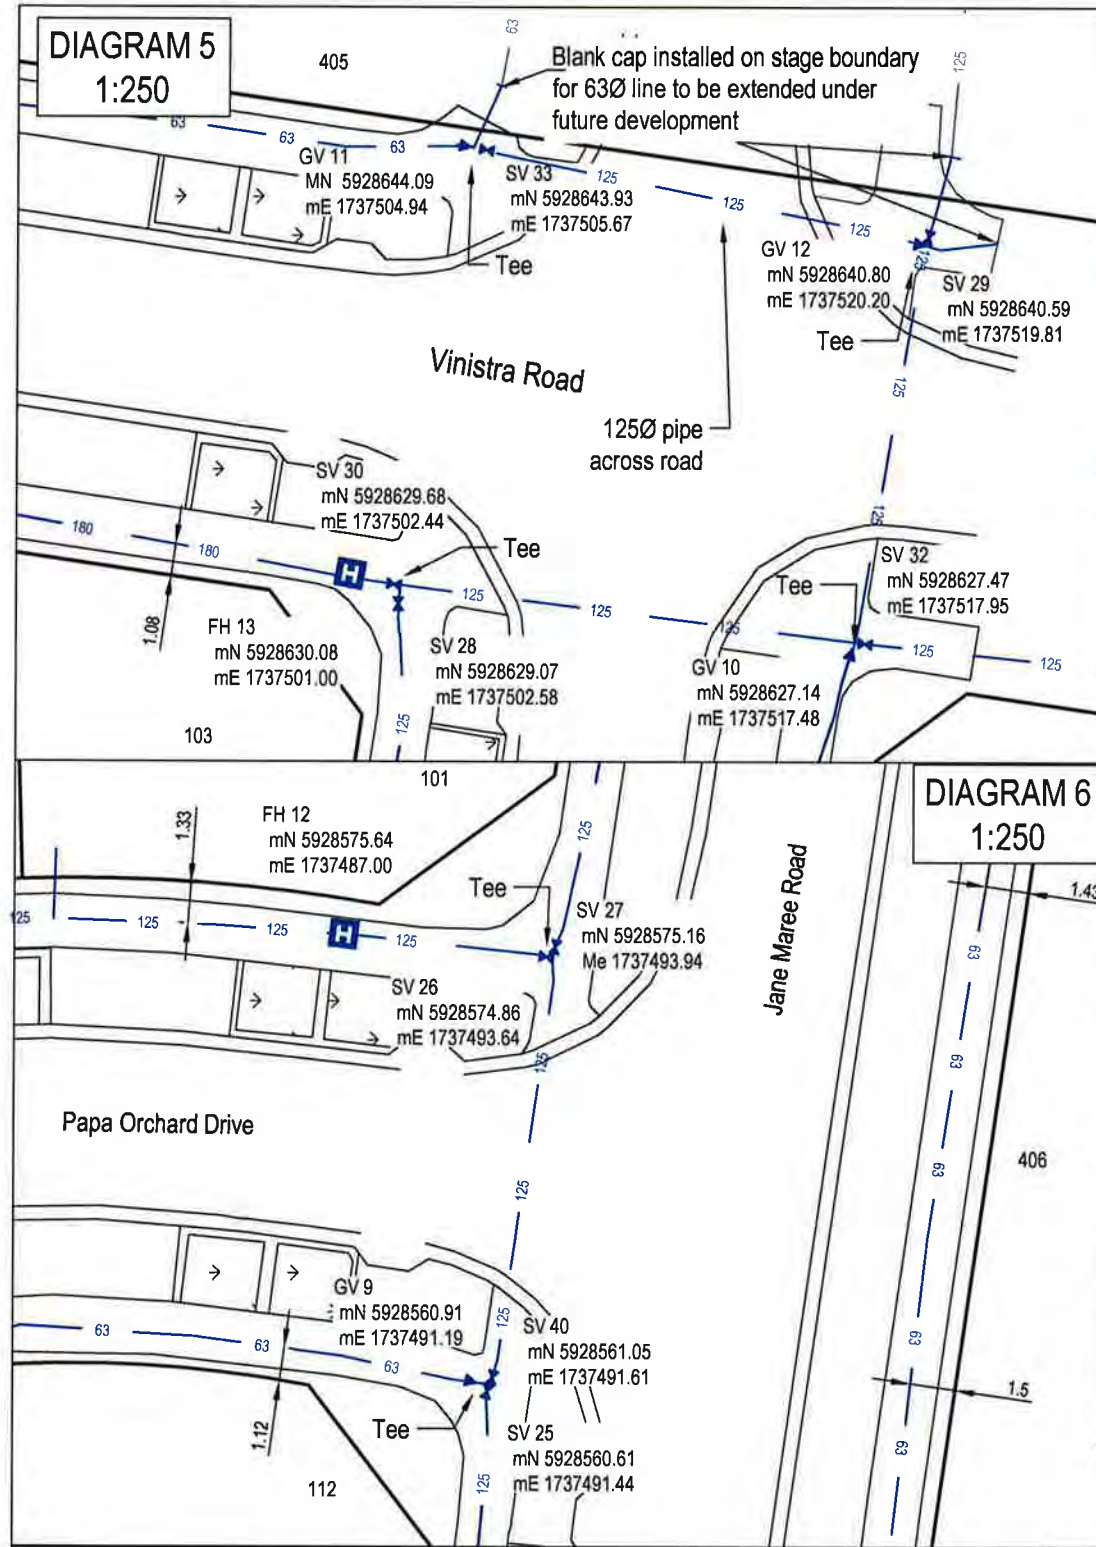 DIAGRAM 5
1:250
405
63
Blank cap installed on stage boundary
for 63Ø line to be extended under
future development
125
63
63
63
GV 11
MN 5928644.09
mE 1737504.94
SV 33
mN 5928643.93
mE 1737505.67
125
125
125
Tee
GV 12
mN 5928640.80
mE 1737520.20
125
SV 29
mN 5928640.59
mE 1737519.81
Tee
Vinistra Road
125
125Ø pipe
across road
SV 30
mN 5928629.68
mE 1737502.44
180
180
H
Tee
125
125
125
125
SV 32
mN 5928627.47
mE 1737517.95
Tee
1.08
FH 13
mN 5928630.08
mE 1737501.00
SV 28
mN 5928629.07
mE 1737502.58
125
125
GV 10
mN 5928627.14
mE 1737517.48
103
125
101
DIAGRAM 6
1:250
1.33
FH 12
mN 5928575.64
mE 1737487.00
125
Tee
1.43
125
125
125
H
125
SV 27
mN 5928575.16
Me 1737493.94
Jane Maree Road
63
SV 26
mN 5928574.86
mE 1737493.64
125
63
Papa Orchard Drive
406
63
125
GV 9
mN 5928560.91
mE 1737491.19
63
63
63
125
SV 40
mN 5928561.05
mE 1737491.61
63
1.5
1.12
Tee
SV 25
mN 5928560.61
mE 1737491.44
63
112
125